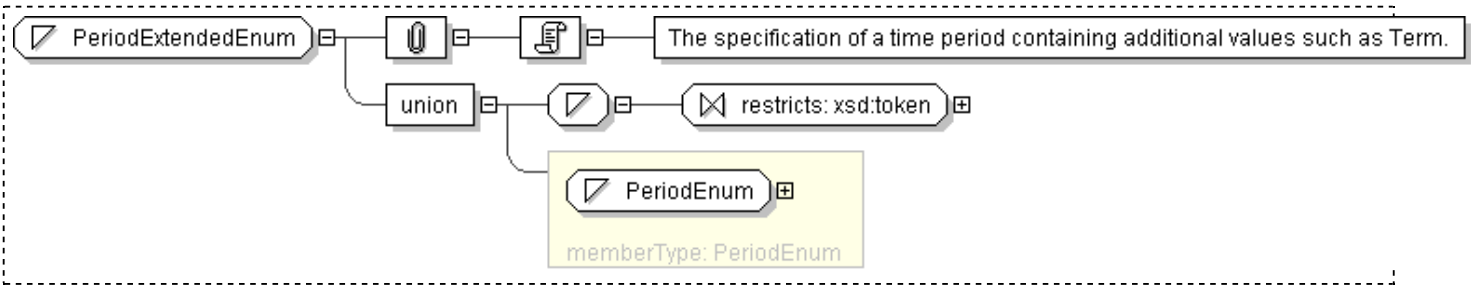 PeriodExtendedEnum
The specification of a time period containing additional values such as Term.
union
restricts: xsd:token
PeriodEnum
memberType: PeriodEnum